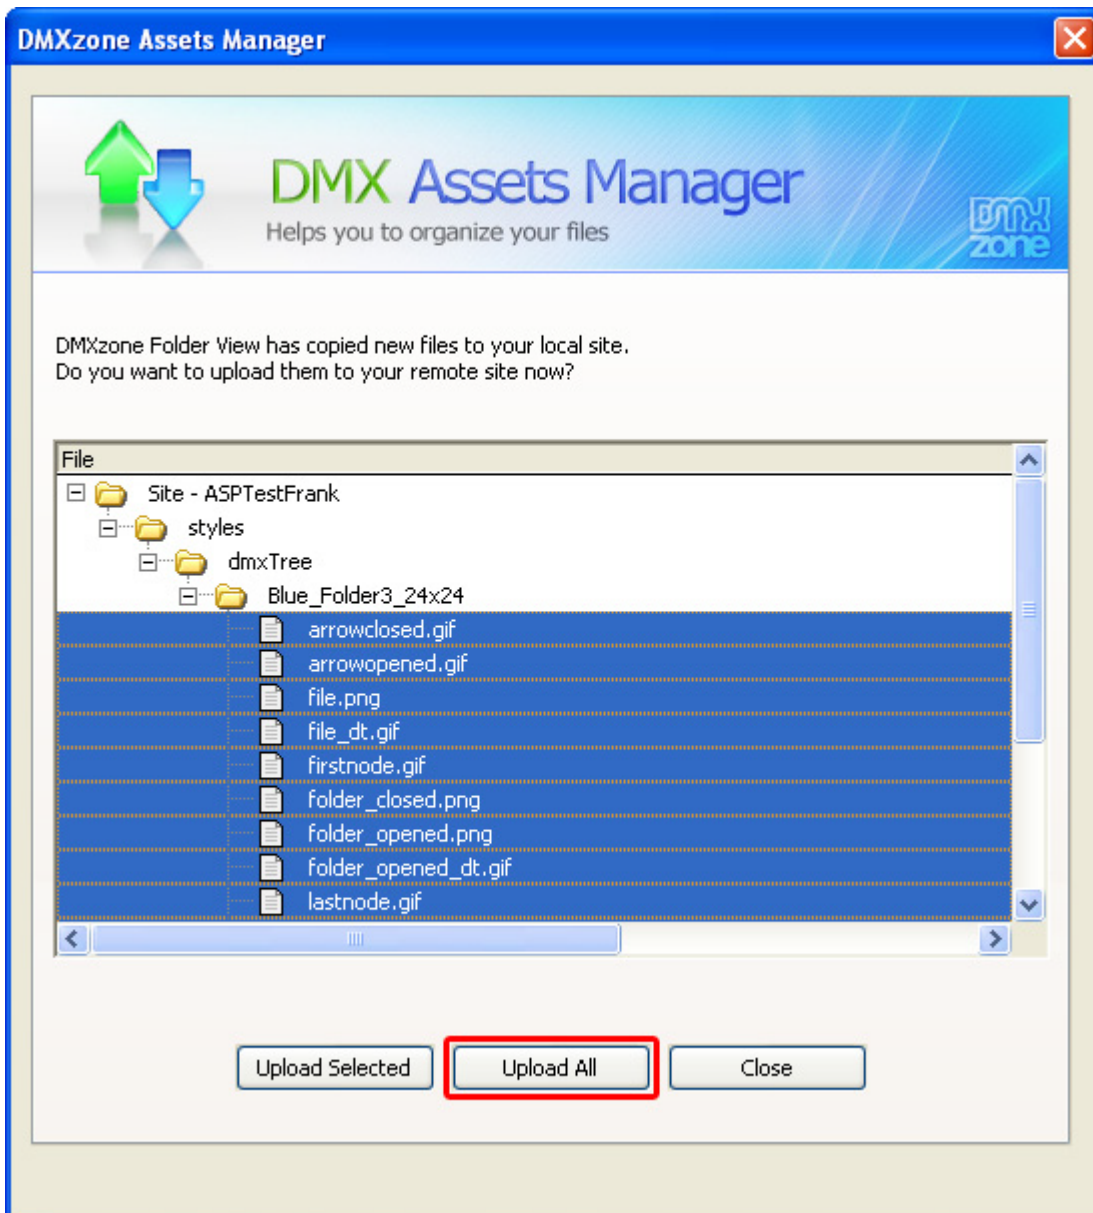 DMXzone Assets Manager
DMX Assets Manager
Helps you to organize your files
DMX
zone
DMXzone Folder View has copied new files to your local site.
Do you want to upload them to your remote site now?
File
Site - ASPTestFrank
styles
dmxTree
Blue_Folder3_24x24
arrowclosed.gif
arrowopened.gif
file.png
file_dt.gif
firstnode.gif
folder_closed.png
folder_opened.png
folder_opened_dt.gif
lastnode.gif
Upload Selected
Upload All
Close